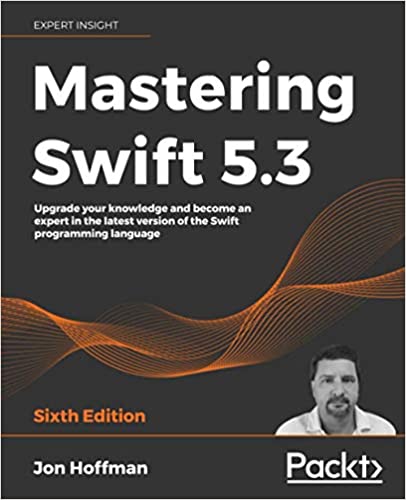 EXPERT INSIGHT
Mastering
Swift 5.3
Upgrade your knowledge and become an
expert in the latest version of the Swift
programming language
Sixth Edition
Jon Hoffman
Packt>